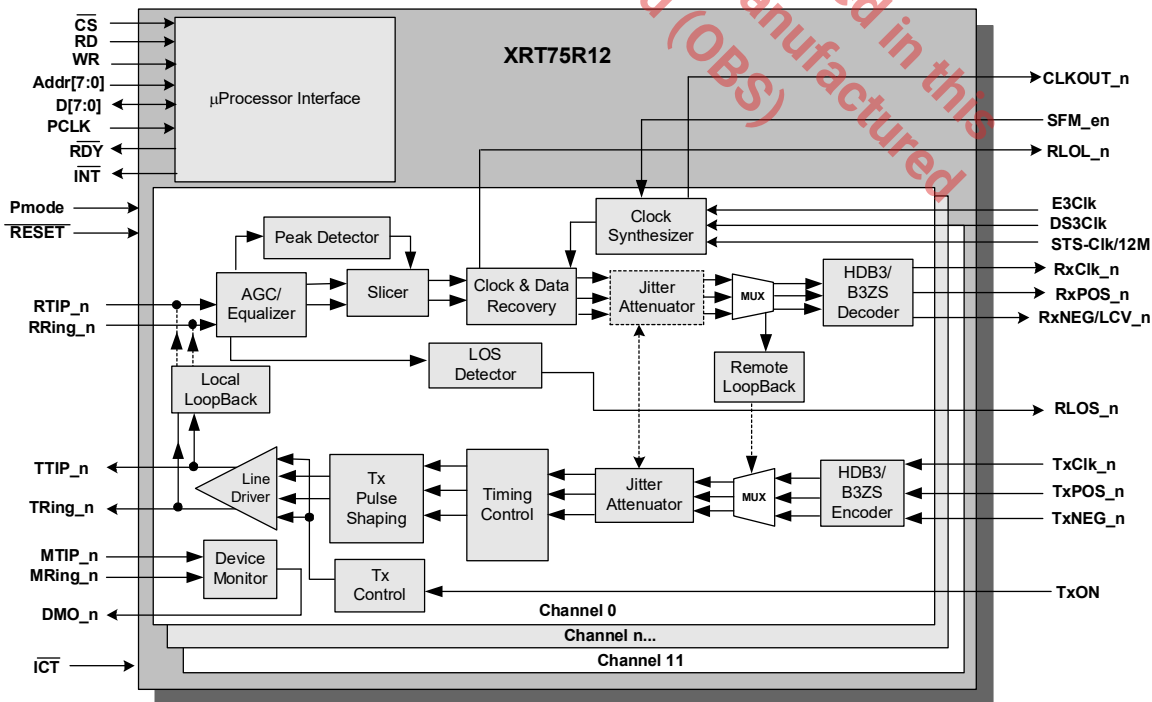 CS
RD
WR
Addr[7:0]
D[7:0]
PCLK
RDY
INT
Pmode
RESET
RTIP_n
RRing_n
TTIP_n
TRing_n
MTIP_n
MRing_n
DMO_n
ICT
µProcessor Interface
XRT75R12
ed in this
anufactured
(OBS)
CLKOUT_n
SFM_en
RLOL_n
E3Clk
DS3Clk
STS-Clk/12M
RxClk_n
RxPOS_n
RxNEG/LCV_n
RLOS_n
TxClk_n
TxPOS_n
TxNEG_n
TxON
Peak Detector
Clock
Synthesizer
AGC/
Equalizer
Slicer
Clock & Data
Recovery
Jitter
Attenuator
MUX
HDB3/
B3ZS
Decoder
LOS
Detector
Remote
LoopBack
Local
LoopBack
Line
Driver
Tx
Pulse
Shaping
Timing
Control
Jitter
Attenuator
MUX
HDB3/
B3ZS
Encoder
Device
Monitor
Tx
Control
Channel 0
Channel n...
Channel 11